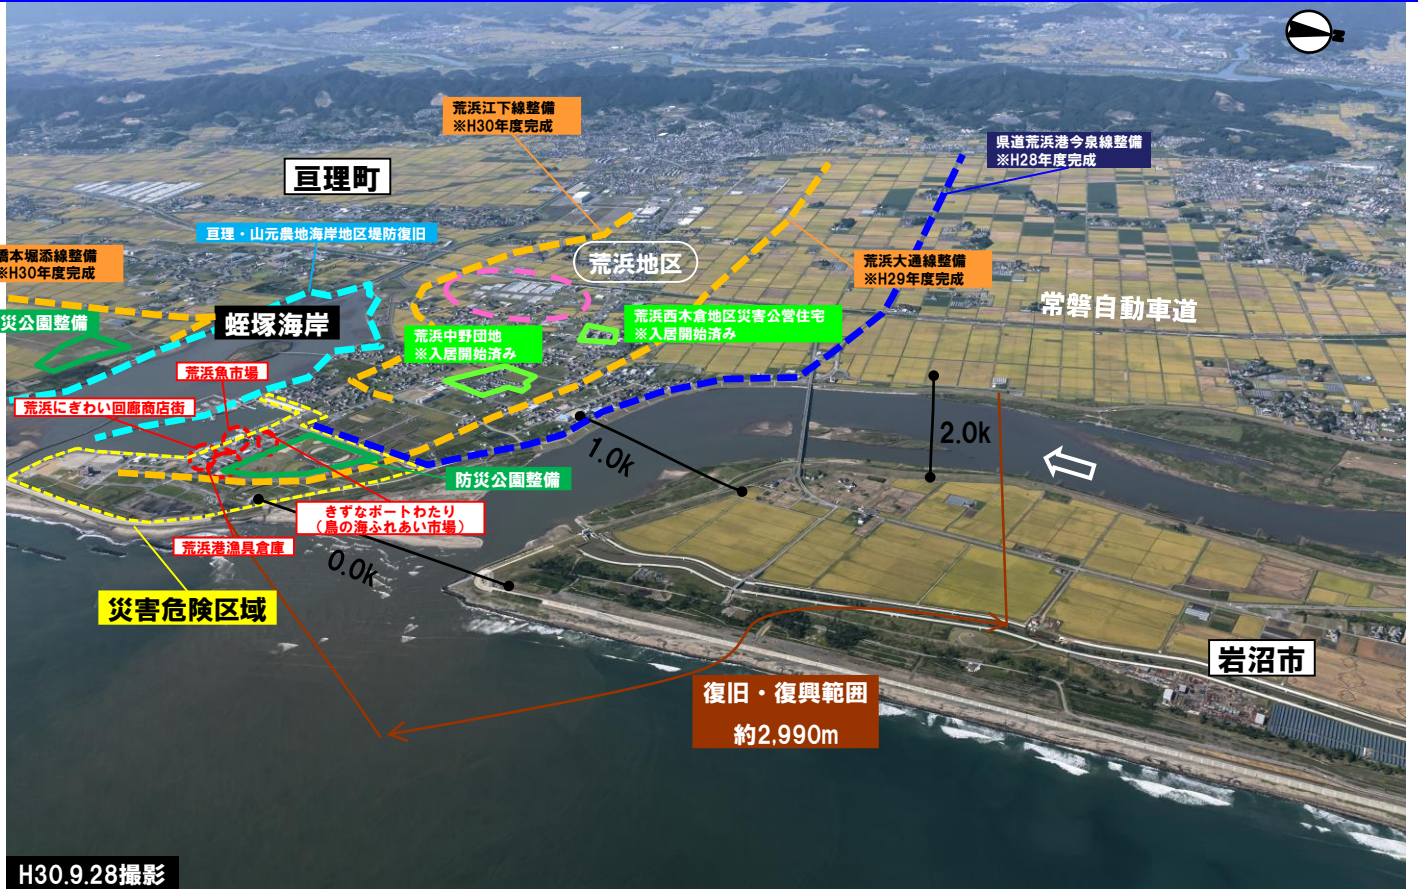 N
荒浜江下線整備
※H30年度完成
県道荒浜港今泉線整備
※H28年度完成
亘理町
亘理・山元農地海岸地区堤防復旧
橋本堀添線整備
※H30年度完成
荒浜地区
荒浜大通線整備
※H29年度完成
常磐自動車道
災公園整備
蛭塚海岸
荒浜中野団地
※入居開始済み
荒浜西木倉地区災害公営住宅
※入居開始済み
荒浜魚市場
荒浜にぎわい回廊商店街
1.0k
2.0k
防災公園整備
きずなポートわたり
(鳥の海ふれあい市場)
荒浜港漁具倉庫
0.0k
災害危険区域
岩沼市
復旧・復興範囲
約2,990m
H30.9.28撮影